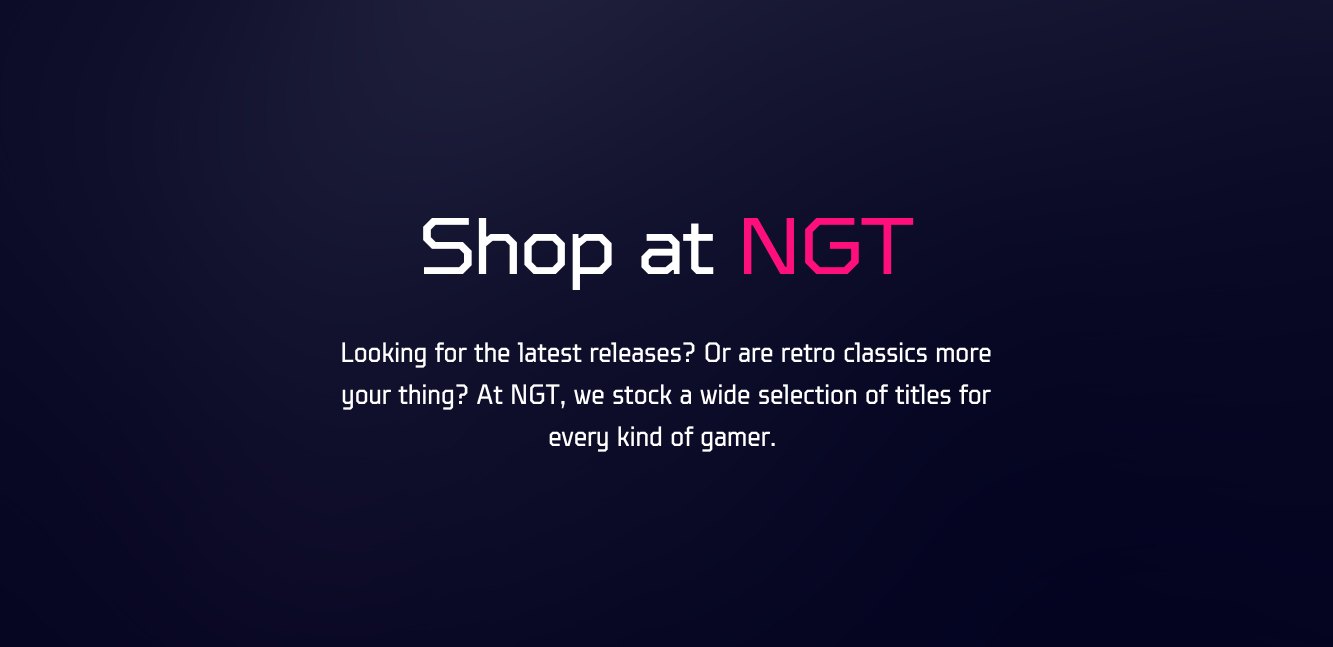 Shop at NGT
Looking for the latest releases? Or are retro classics more
your thing? At NGT, we stock a wide selection of titles for
every kind of gamer.